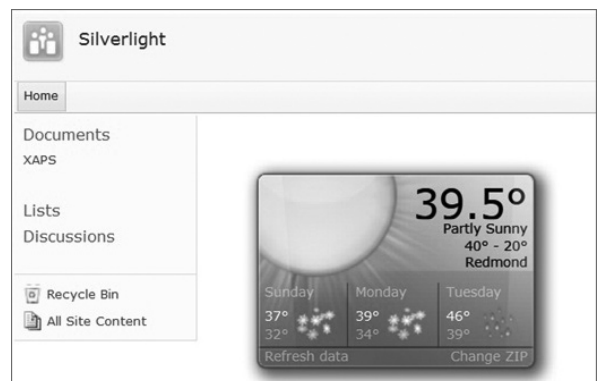 Silverlight
Home
Documents
XAPS
Lists
Discussions
Recycle Bin
All Site Content
39.5°
Partly Sunny
40° - 20°
Redmond
Sunday Monday Tuesday
37° 39° 46°
32° 34° 39°
Refresh data Change ZIP